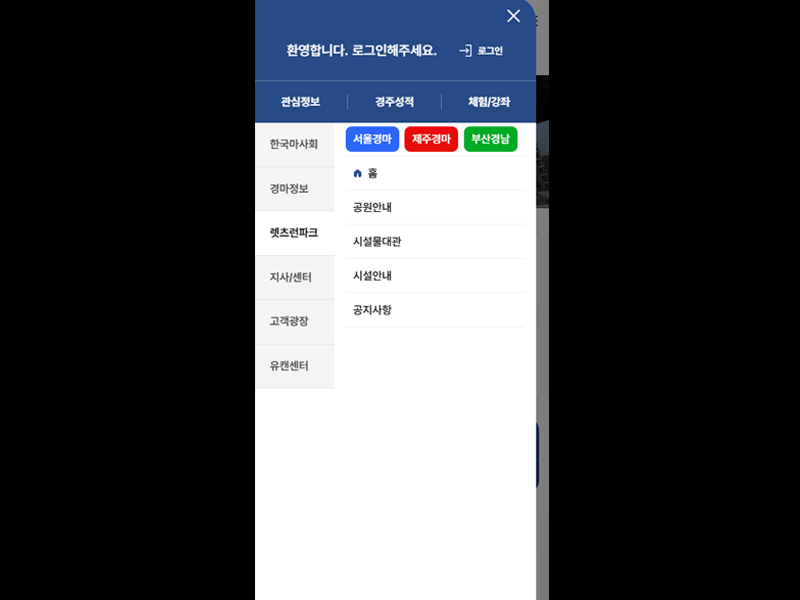 환영합니다. 로그인해주세요. 로그인
관심정보 경주성적 체험/강좌
한국마사회
경마정보
렛츠런파크
지사/센터
고객광장
유캔센터
서울경마 제주경마 부산경남
홈
공원안내
시설물대관
시설안내
공지사항